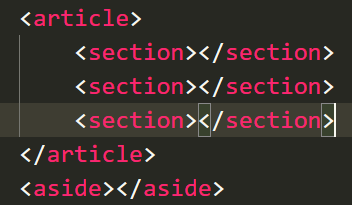 <article>
    <section></section>
    <section></section>
    <section></section>
</article>
<aside></aside>